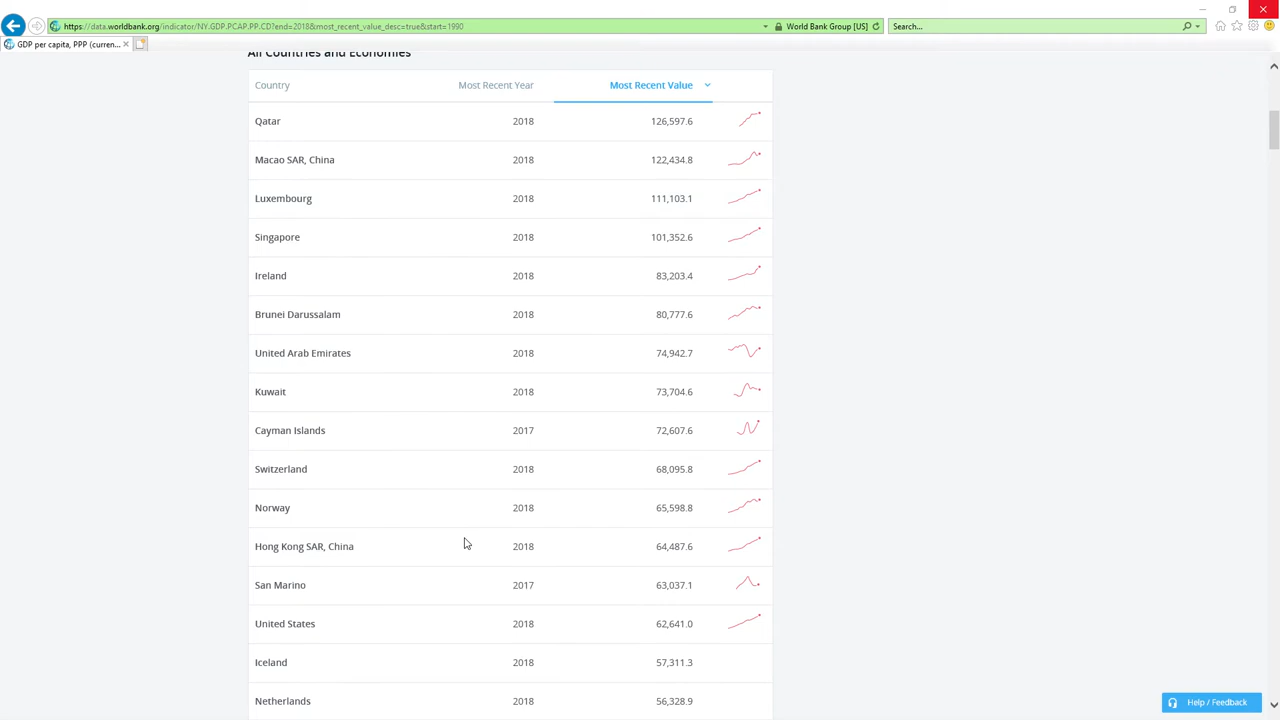 https://data.worldbank.org/indicator/NY.GDP.PCAP.PP.CD?end=2018&most_recent_value_desc=true&start=1990
World Bank Group [US]
Search...
GDP per capita, PPP (curren...
All Countries and Economies
Country Most Recent Year Most Recent Value
Qatar 2018 126,597.6
Macao SAR, China 2018 122,434.8
Luxembourg 2018 111,103.1
Singapore 2018 101,352.6
Ireland 2018 83,203.4
Brunei Darussalam 2018 80,777.6
United Arab Emirates 2018 74,942.7
Kuwait 2018 73,704.6
Cayman Islands 2017 72,607.6
Switzerland 2018 68,095.8
Norway 2018 65,598.8
Hong Kong SAR, China 2018 64,487.6
San Marino 2017 63,037.1
United States 2018 62,641.0
Iceland 2018 57,311.3
Netherlands 2018 56,328.9
Help / Feedback